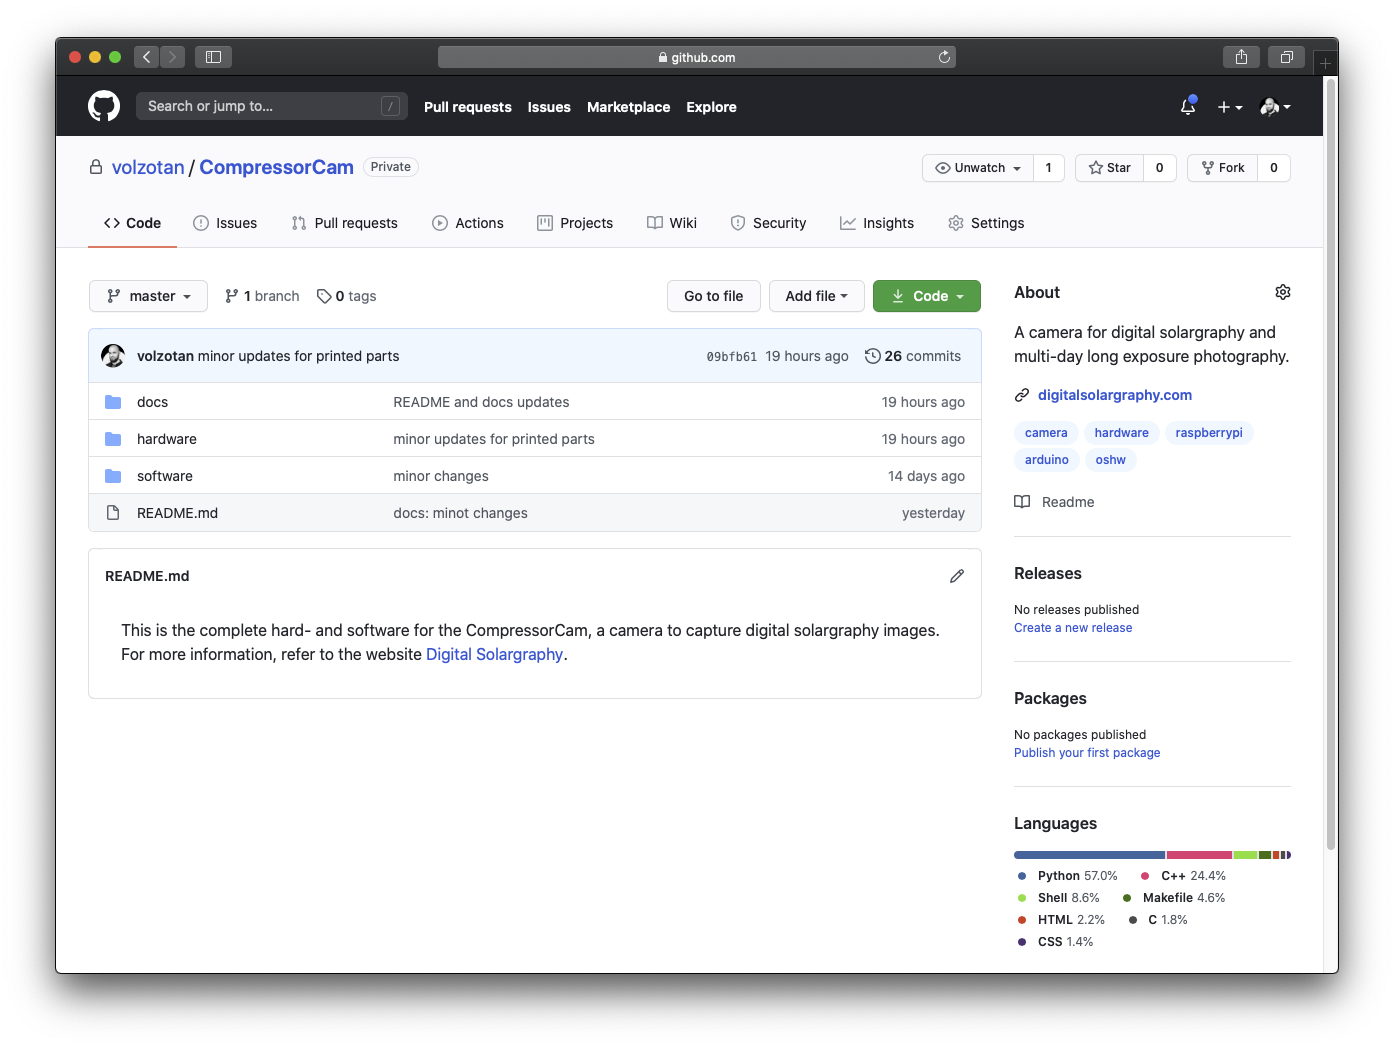 github.com
Search or jump to... /
Pull requests Issues Marketplace Explore
volzotan / CompressorCam Private
Unwatch 1 Star 0 Fork 0
Code Issues Pull requests Actions Projects Wiki Security Insights Settings
master 1 branch 0 tags Go to file Add file Code
volzotan minor updates for printed parts 09bfb61 19 hours ago 26 commits
docs README and docs updates 19 hours ago
hardware minor updates for printed parts 19 hours ago
software minor changes 14 days ago
README.md docs: minot changes yesterday
README.md
This is the complete hard- and software for the CompressorCam, a camera to capture digital solargraphy images.
For more information, refer to the website Digital Solargraphy.
About
A camera for digital solargraphy and
multi-day long exposure photography.
digitalsolargraphy.com
camera hardware raspberrypi
arduino oshw
Readme
Releases
No releases published
Create a new release
Packages
No packages published
Publish your first package
Languages
Python 57.0% C++ 24.4%
Shell 8.6% Makefile 4.6%
HTML 2.2% C 1.8%
CSS 1.4%